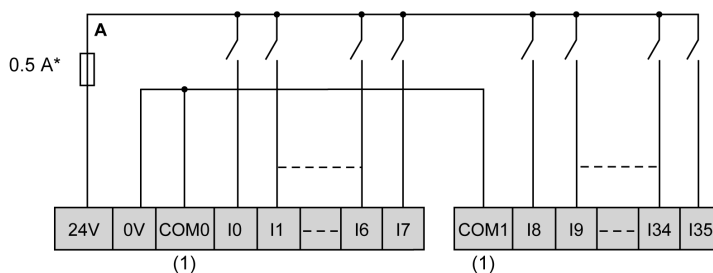 A
0.5 A*
24V 0V COM0 I0 I1 --- I6 I7 COM1 I8 I9 --- I34 I35
(1) (1)